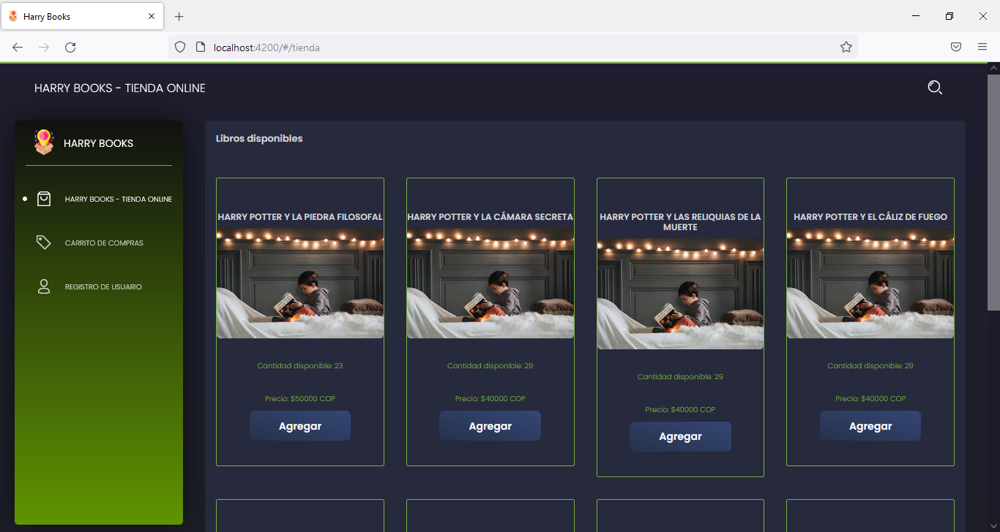 Harry Books
localhost:4200/#/tienda
HARRY BOOKS - TIENDA ONLINE
HARRY BOOKS
HARRY BOOKS - TIENDA ONLINE
CARRITO DE COMPRAS
REGISTRO DE USUARIO
Libros disponibles
HARRY POTTER Y LA PIEDRA FILOSOFAL
Cantidad disponible: 23
Precio: $50000 COP
Agregar
HARRY POTTER Y LA CÁMARA SECRETA
Cantidad disponible: 29
Precio: $40000 COP
Agregar
HARRY POTTER Y LAS RELIQUIAS DE LA
MUERTE
Cantidad disponible: 29
Precio: $40000 COP
Agregar
HARRY POTTER Y EL CÁLIZ DE FUEGO
Cantidad disponible: 29
Precio: $40000 COP
Agregar